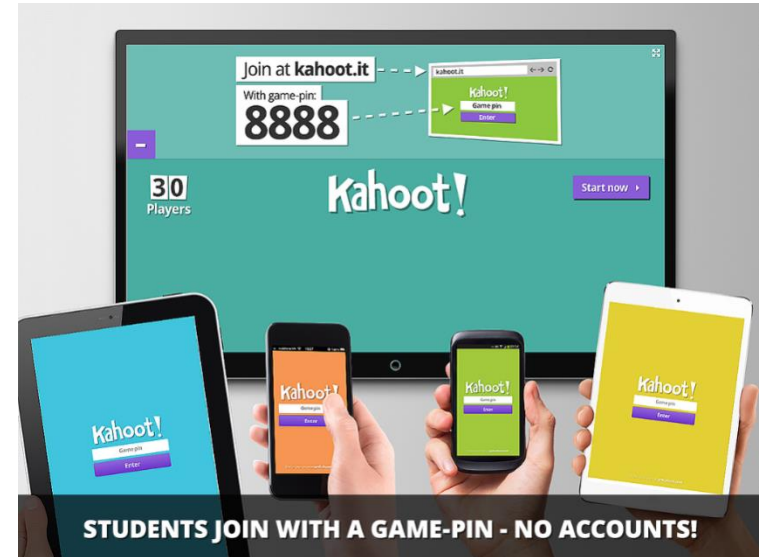 Join at kahoot.it
kahoot.it
With game-pin:
8888
Kahoot!
Game pin
Enter
30
Players
Kahoot!
Start now
Kahoot!
Game pin
Enter
Kahoot!
Game pin
Enter
Kahoot!
Game pin
Enter
Kahoot!
Game pin
Enter
STUDENTS JOIN WITH A GAME-PIN - NO ACCOUNTS!